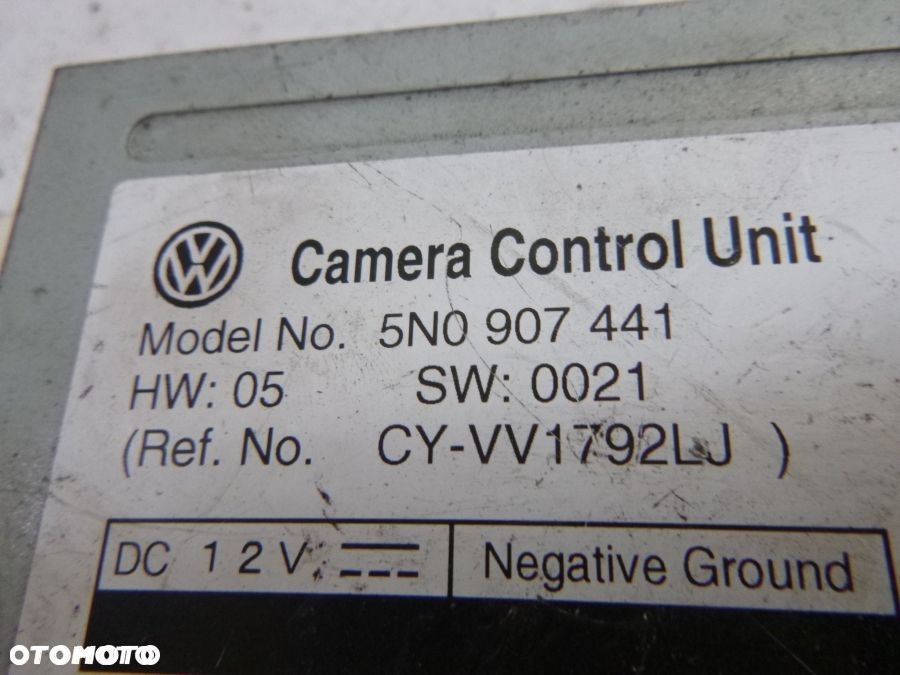 VW Camera Control Unit
Model No. 5N0 907 441
HW: 05 SW: 0021
(Ref. No. CY-VV1792LJ )
DC 12V Negative Ground
OTOMOTO